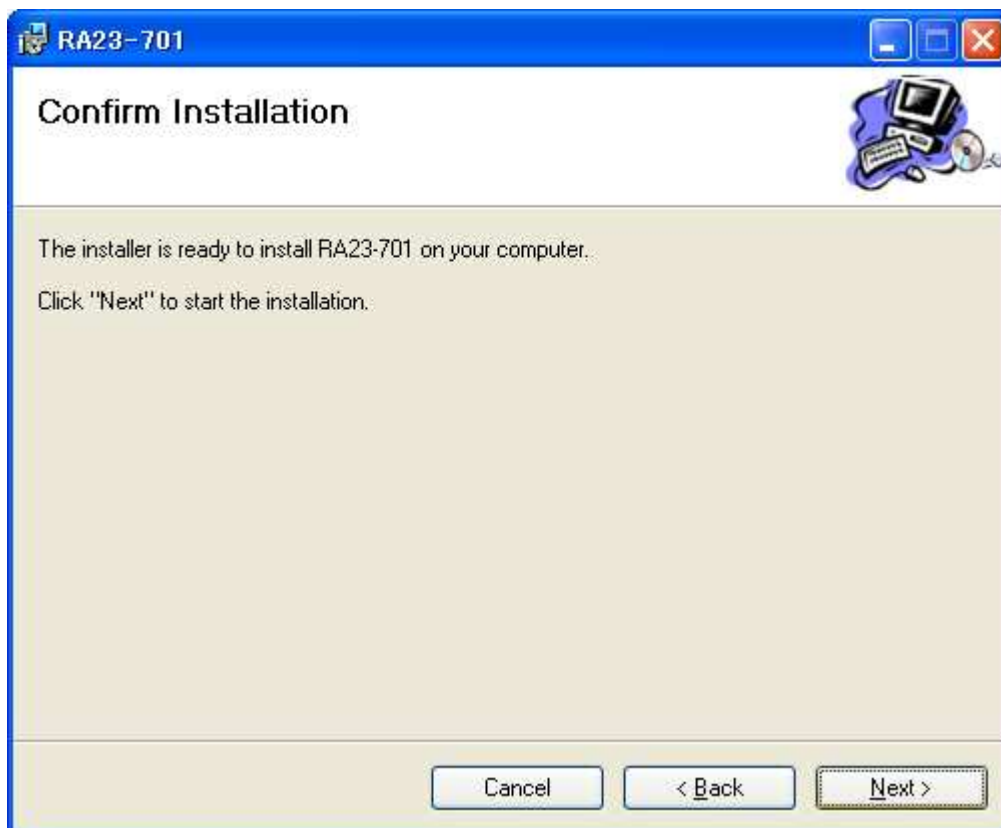 RA23-701
Confirm Installation
The installer is ready to install RA23-701 on your computer.
Click "Next" to start the installation.
Cancel
< Back
Next >